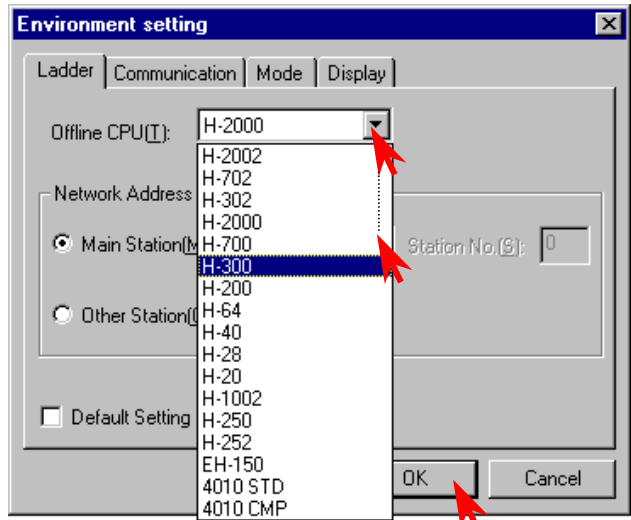 Environment setting
Ladder Communication Mode Display
Offline CPU(T): H-2000
H-2002
H-702
H-302
H-2000
H-700
H-300
H-200
H-64
H-40
H-28
H-20
H-1002
H-250
H-252
EH-150
4010 STD
4010 CMP
Network Address
Main Station(M
Station No.(S): 0
Other Station(
Default Setting
OK Cancel